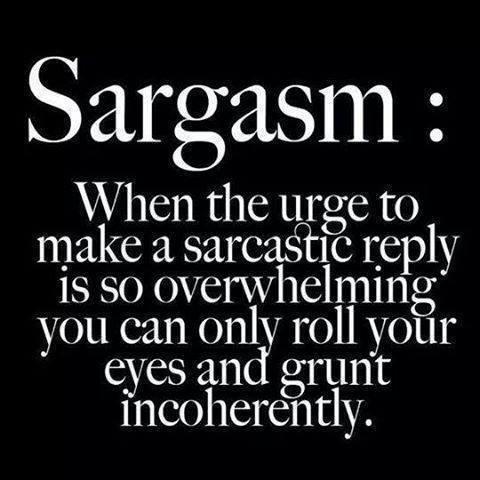 Sargasm :
When the urge to
make a sarcastic reply
is so overwhelming
you can only roll your
eyes and grunt
incoherently.